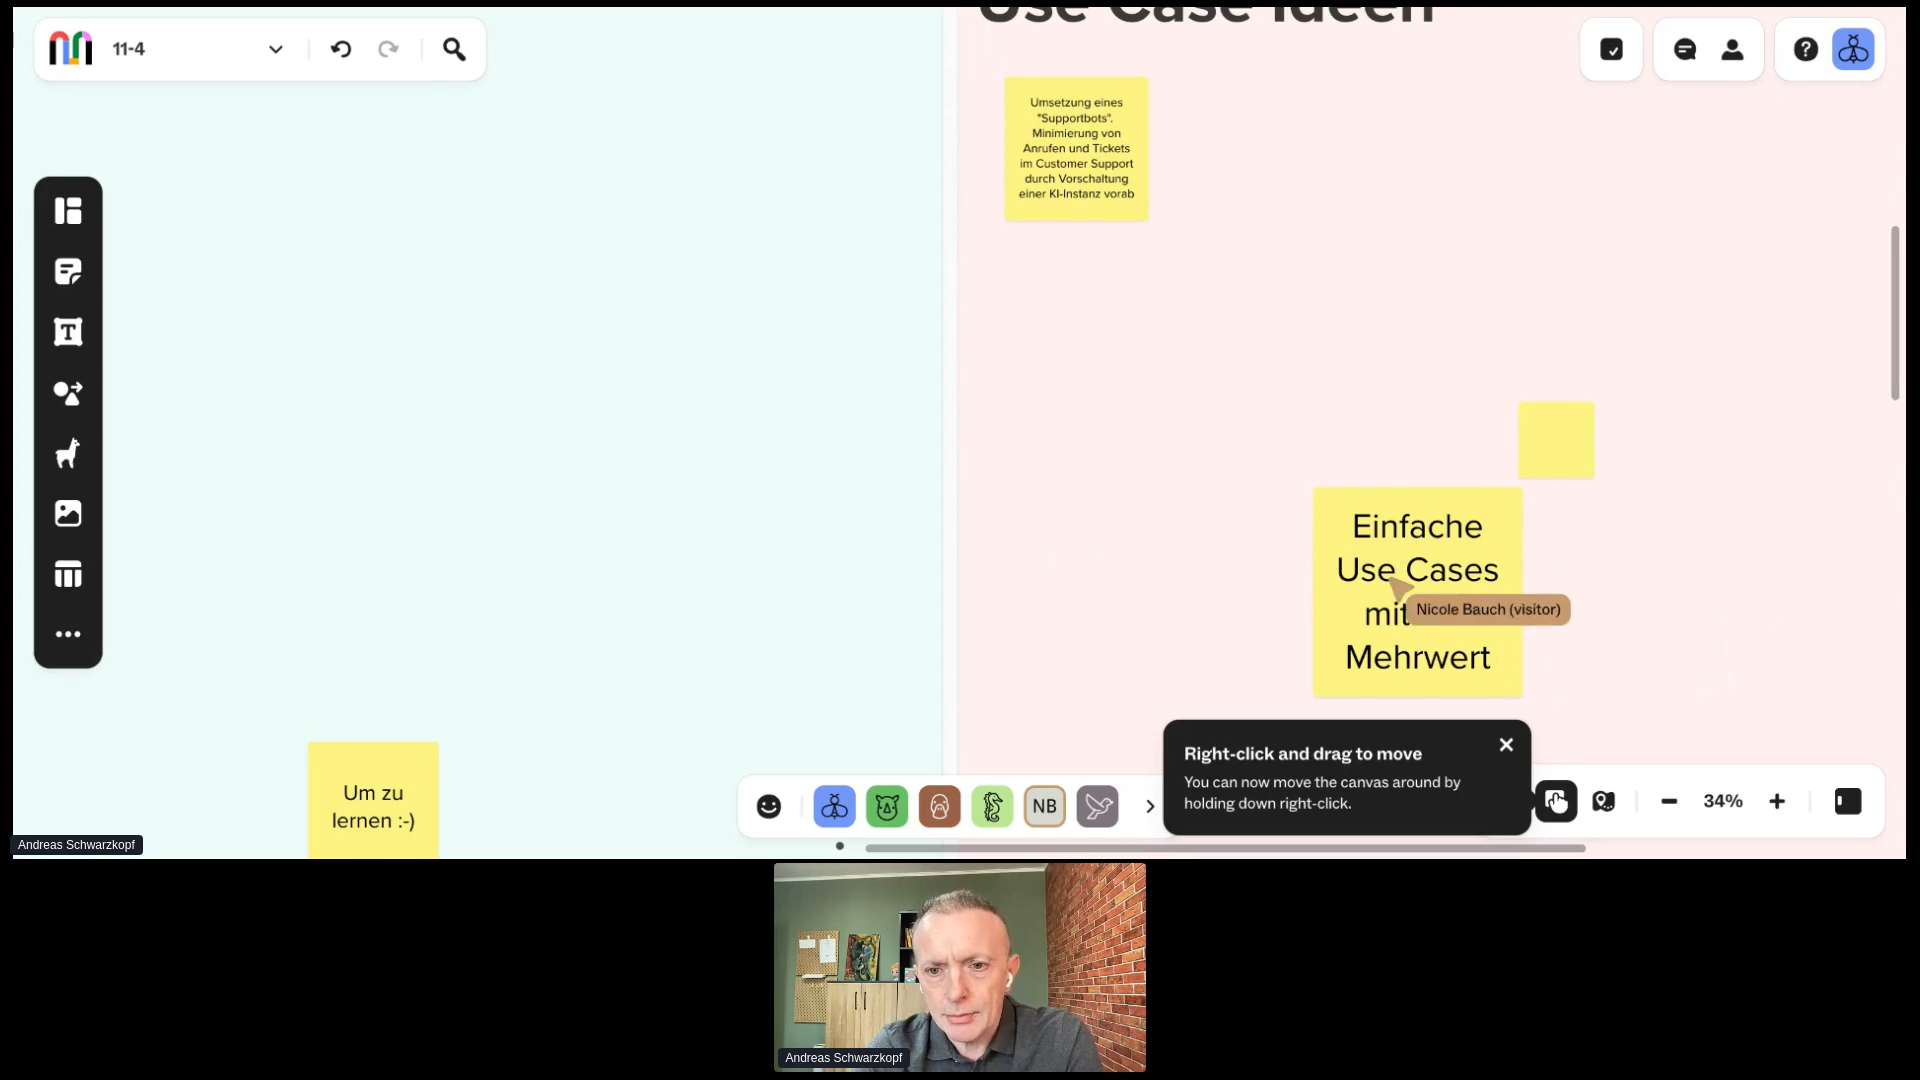 Use Case Ideen
11-4
Umsetzung eines
"Supportbots".
Minimierung von
Anrufen und Tickets
im Customer Support
durch Vorschaltung
einer KI-Instanz vorab
Einfache
Use Cases
mit
Mehrwert
Nicole Bauch (visitor)
Right-click and drag to move
You can now move the canvas around by
holding down right-click.
Um zu
lernen :-)
NB
34%
Andreas Schwarzkopf
Andreas Schwarzkopf